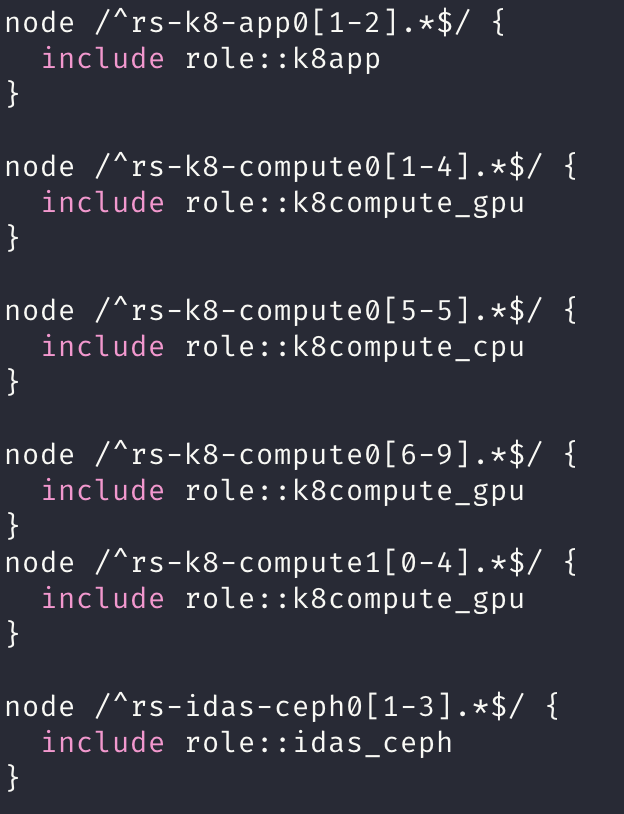 node /^rs-k8-app0[1-2].*$/ {
  include role::k8app
}

node /^rs-k8-compute0[1-4].*$/ {
  include role::k8compute_gpu
}

node /^rs-k8-compute0[5-5].*$/ {
  include role::k8compute_cpu
}

node /^rs-k8-compute0[6-9].*$/ {
  include role::k8compute_gpu
}
node /^rs-k8-compute1[0-4].*$/ {
  include role::k8compute_gpu
}

node /^rs-idas-ceph0[1-3].*$/ {
  include role::idas_ceph
}